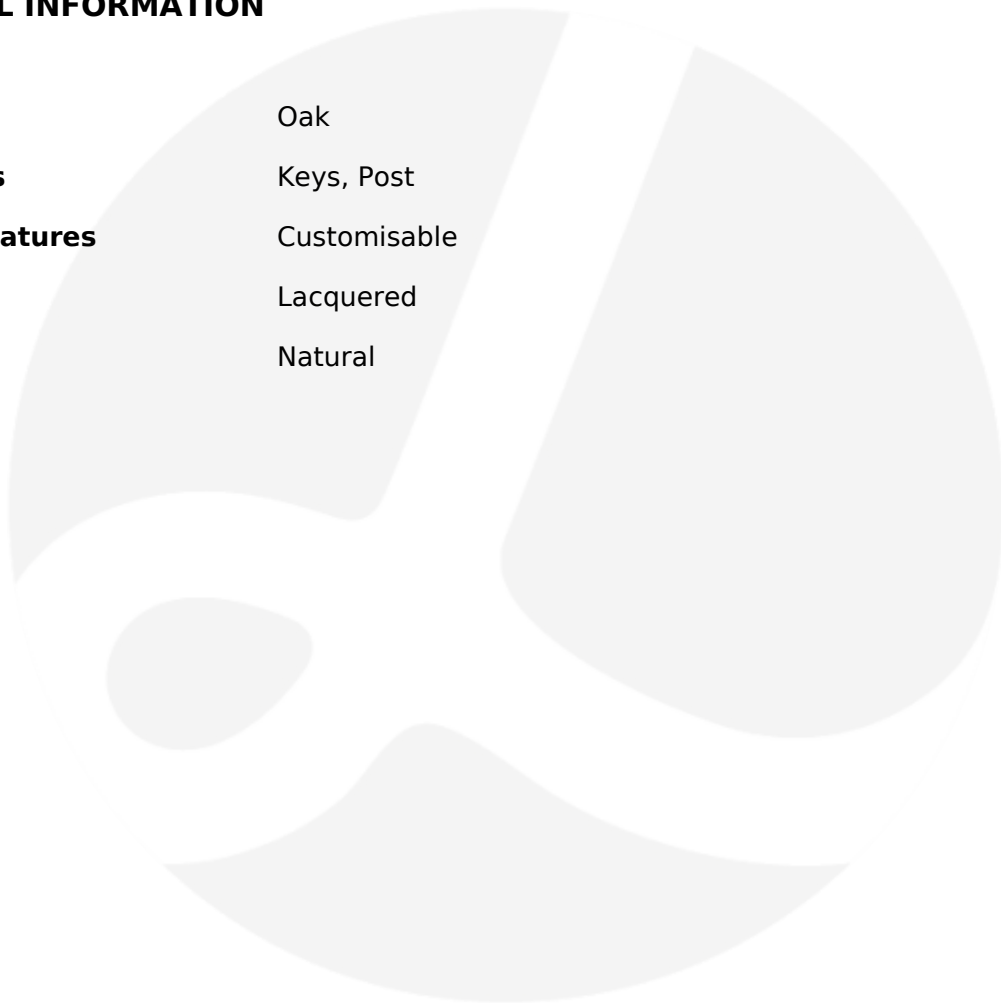 L INFORMATION
Oak
s Keys, Post
atures Customisable
Lacquered
Natural